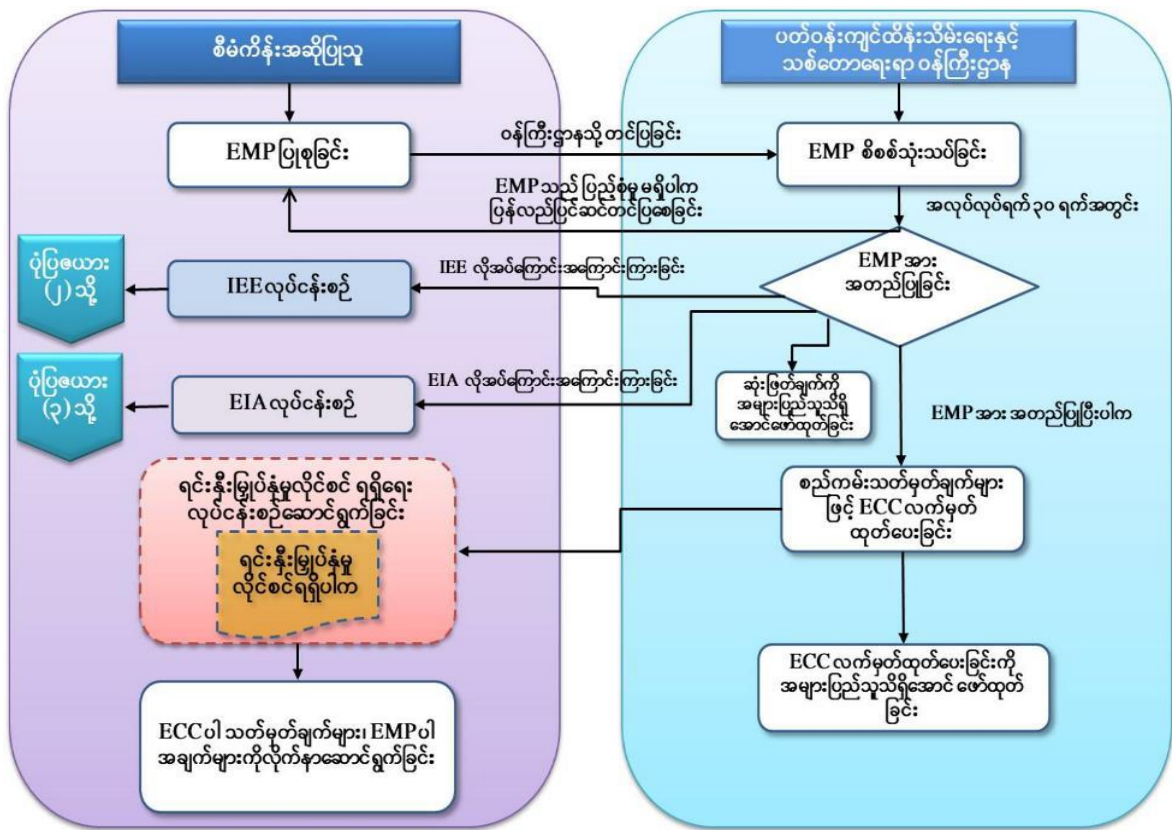 စီမံကိန်းအဆိုပြုသူ
ပတ်ဝန်းကျင်ထိန်းသိမ်းရေးနှင့်
သစ်တောရေးရာ ဝန်ကြီးဌာန
EMP ပြုစုခြင်း
ဝန်ကြီးဌာနသို့ တင်ပြခြင်း
EMP စိစစ်သုံးသပ်ခြင်း
EMP သည် ပြည့်စုံမှု မရှိပါက
ပြန်လည်ပြင်ဆင်တင်ပြစေခြင်း
အလုပ်လုပ်ရက် ၃၀ ရက်အတွင်း
EMP အား
အတည်ပြုခြင်း
ပုံပြဇယား
(၂) သို့
IEE လုပ်ငန်းစဉ်
IEE လိုအပ်ကြောင်းအကြောင်းကြားခြင်း
ပုံပြဇယား
(၃) သို့
EIA လုပ်ငန်းစဉ်
EIA လိုအပ်ကြောင်းအကြောင်းကြားခြင်း
ဆုံးဖြတ်ချက်ကို
အများပြည်သူသိရှိ
အောင်ဖော်ထုတ်ခြင်း
EMP အား အတည်ပြုပြီးပါက
ရင်းနှီးမြှုပ်နှံမှုလိုင်စင် ရရှိရေး
လုပ်ငန်းစဉ်ဆောင်ရွက်ခြင်း
ရင်းနှီးမြှုပ်နှံမှု
လိုင်စင်ရရှိပါက
စည်ကမ်းသတ်မှတ်ချက်များ
ဖြင့် ECC လက်မှတ်
ထုတ်ပေးခြင်း
ECC ပါ သတ်မှတ်ချက်များ၊ EMP ပါ
အချက်များကိုလိုက်နာဆောင်ရွက်ခြင်း
ECC လက်မှတ်ထုတ်ပေးခြင်းကို
အများပြည်သူသိရှိအောင် ဖော်ထုတ်
ခြင်း